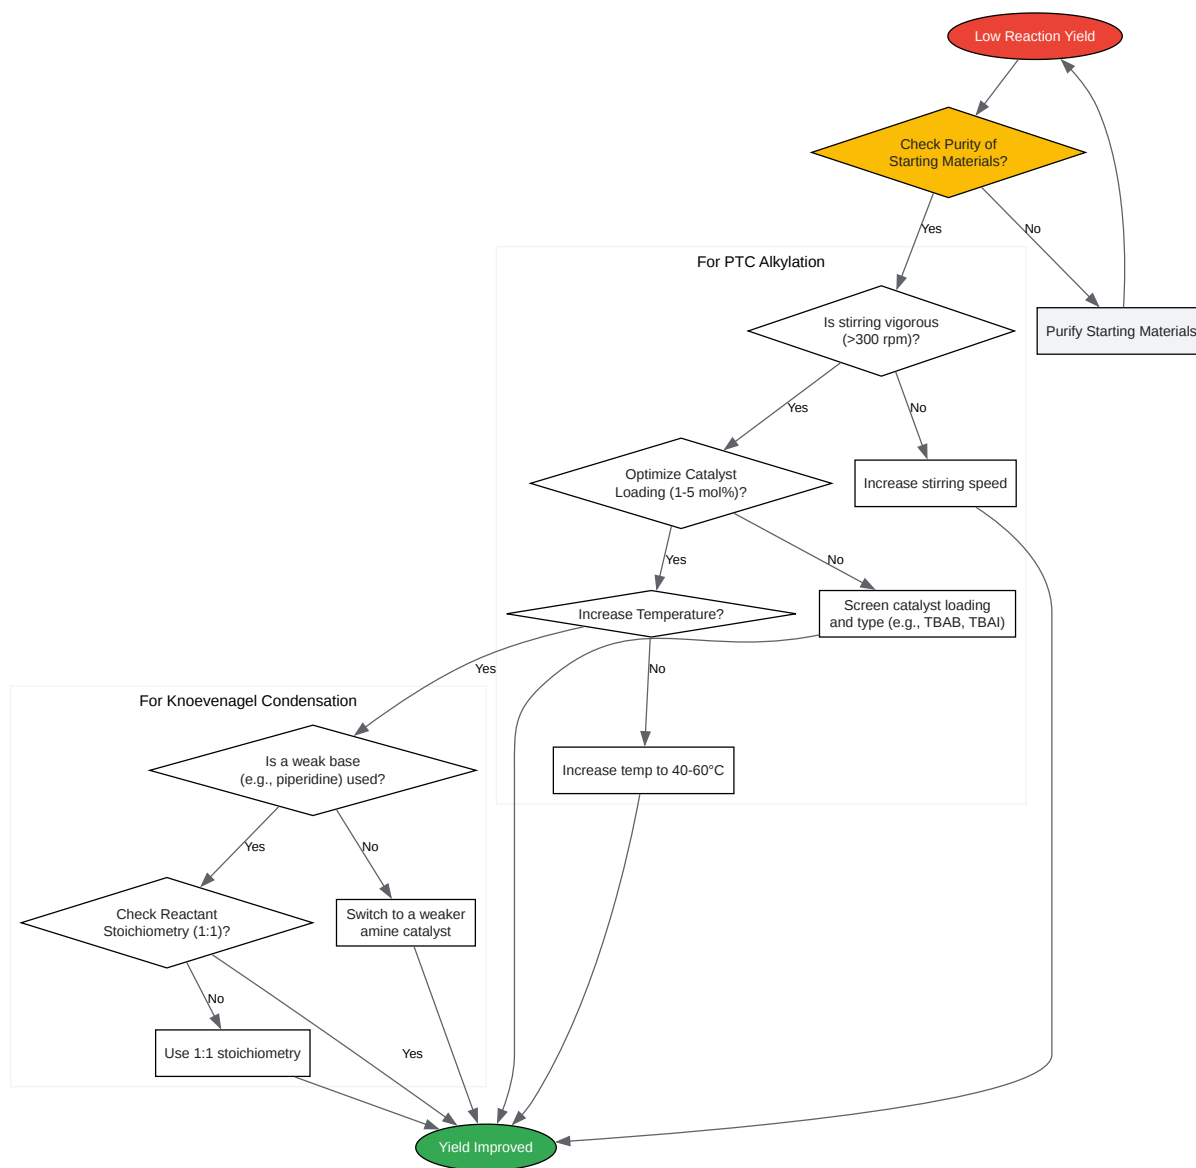 Low Reaction Yield
Check Purity of
Starting Materials?
Yes
No
For PTC Alkylation
Is stirring vigorous
(>300 rpm)?
Purify Starting Materials
Yes
No
Optimize Catalyst
Loading (1-5 mol%)?
Increase stirring speed
Yes
No
Increase Temperature?
Screen catalyst loading
and type (e.g., TBAB, TBAI)
Yes
No
For Knoevenagel Condensation
Is a weak base
(e.g., piperidine) used?
Increase temp to 40-60°C
Yes
No
Check Reactant
Stoichiometry (1:1)?
Switch to a weaker
amine catalyst
No
Yes
Use 1:1 stoichiometry
Yield Improved